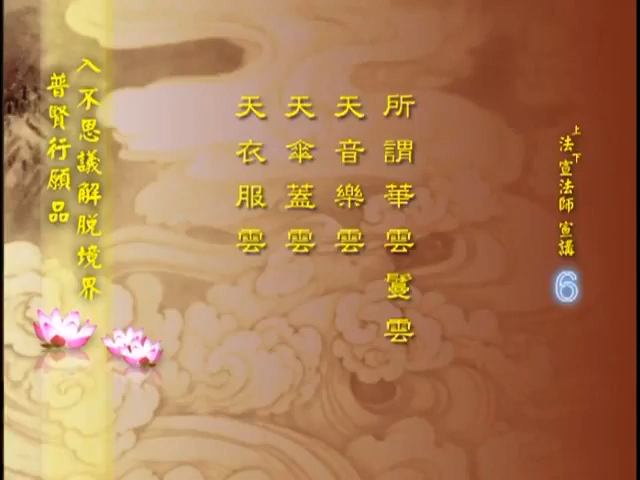 上法下宣法師 宣講
6
所謂華雲鬘雲
天音樂雲
天傘蓋雲
天衣服雲
入不思議解脫境界
普賢行願品